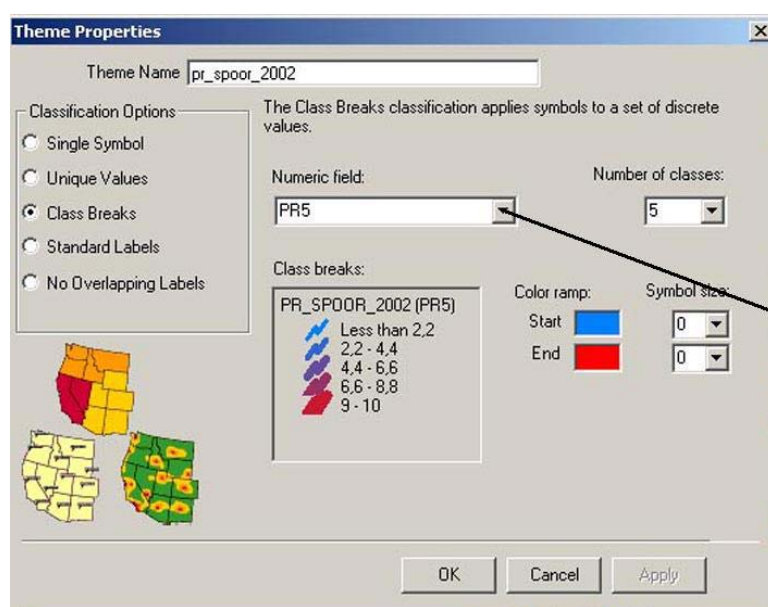 Theme Properties
Theme Name pr_spoor_2002
Classification Options
Single Symbol
Unique Values
Class Breaks
Standard Labels
No Overlapping Labels
The Class Breaks classification applies symbols to a set of discrete
values.
Numeric field:
Number of classes:
PR5
5
Class breaks:
PR_SPOOR_2002 (PR5)
Less than 2,2
2,2 - 4,4
4,4 - 6,6
6,6 - 8,8
9 - 10
Color ramp:
Symbol size:
Start
0
End
0
OK
Cancel
Apply